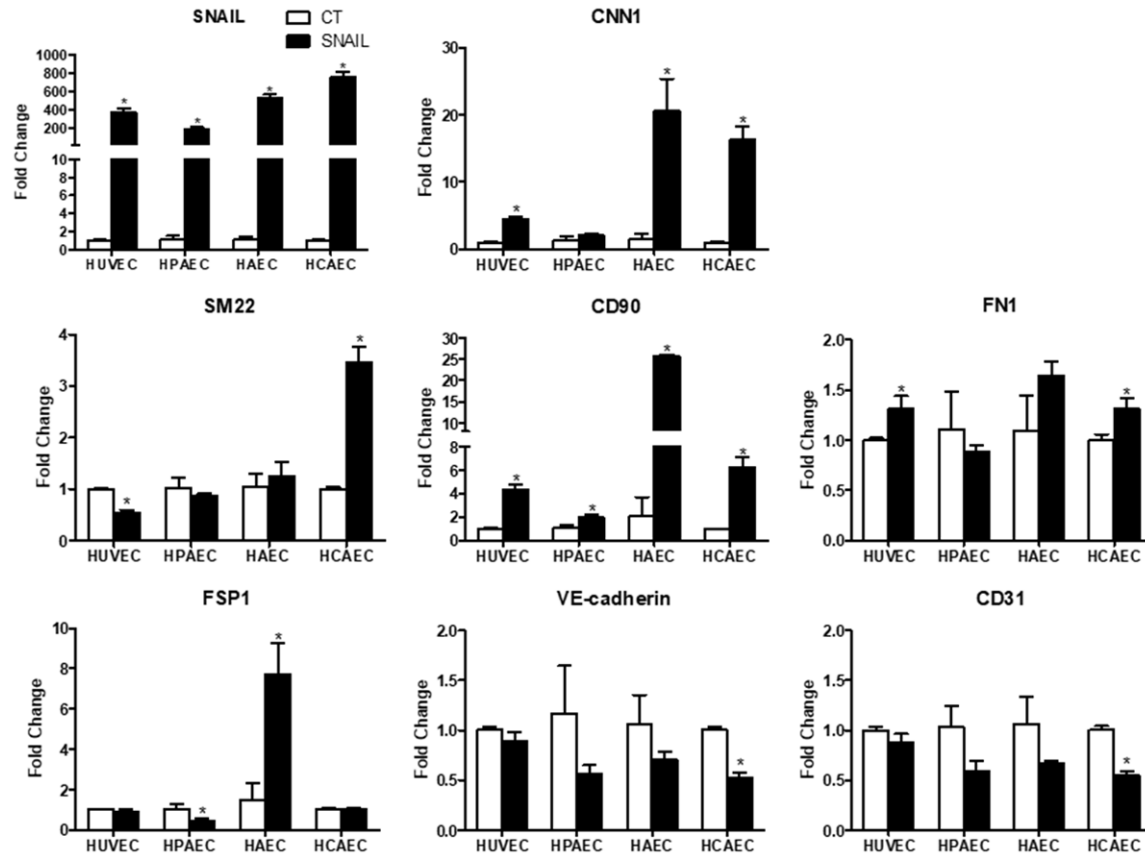 SNAIL
CT
SNAIL
CNN1
Fold Change
1000
800
600
400
200
10
8
6
4
2
0
HUVEC HPAEC HAEC HCAEC
* * * *
Fold Change
30
20
10
0
HUVEC HPAEC HAEC HCAEC
* * *
SM22
CD90
FN1
Fold Change
4
3
2
1
0
HUVEC HPAEC HAEC HCAEC
* *
Fold Change
30
25
20
15
10
8
6
4
2
0
HUVEC HPAEC HAEC HCAEC
* * * *
Fold Change
2.0
1.5
1.0
0.5
0.0
HUVEC HPAEC HAEC HCAEC
* *
FSP1
VE-cadherin
CD31
Fold Change
10
8
6
4
2
0
HUVEC HPAEC HAEC HCAEC
* *
Fold Change
2.0
1.5
1.0
0.5
0.0
HUVEC HPAEC HAEC HCAEC
*
Fold Change
2.0
1.5
1.0
0.5
0.0
HUVEC HPAEC HAEC HCAEC
*